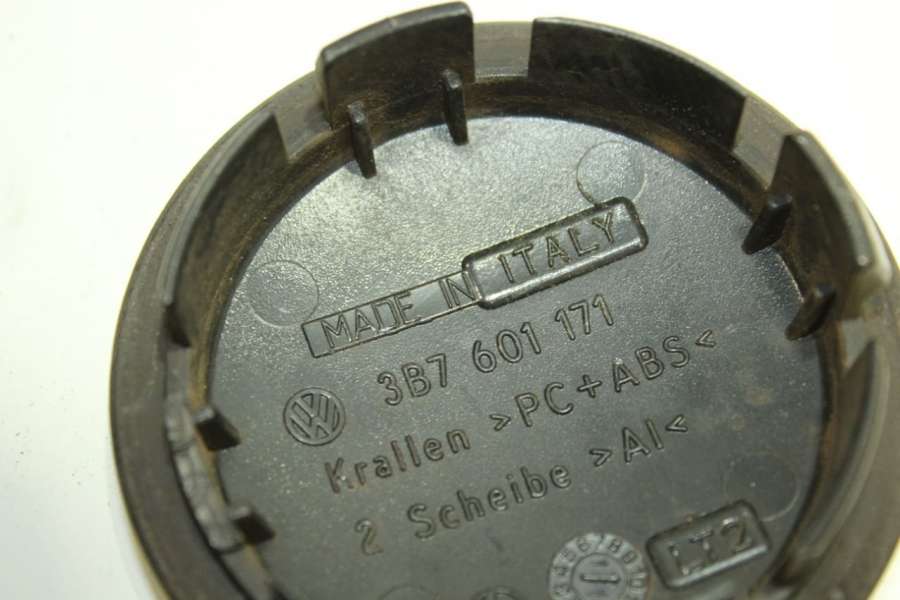 MADE IN ITALY
3B7 601 171
Krallen >PC+ABS<
2 Scheibe >Al<
LT2